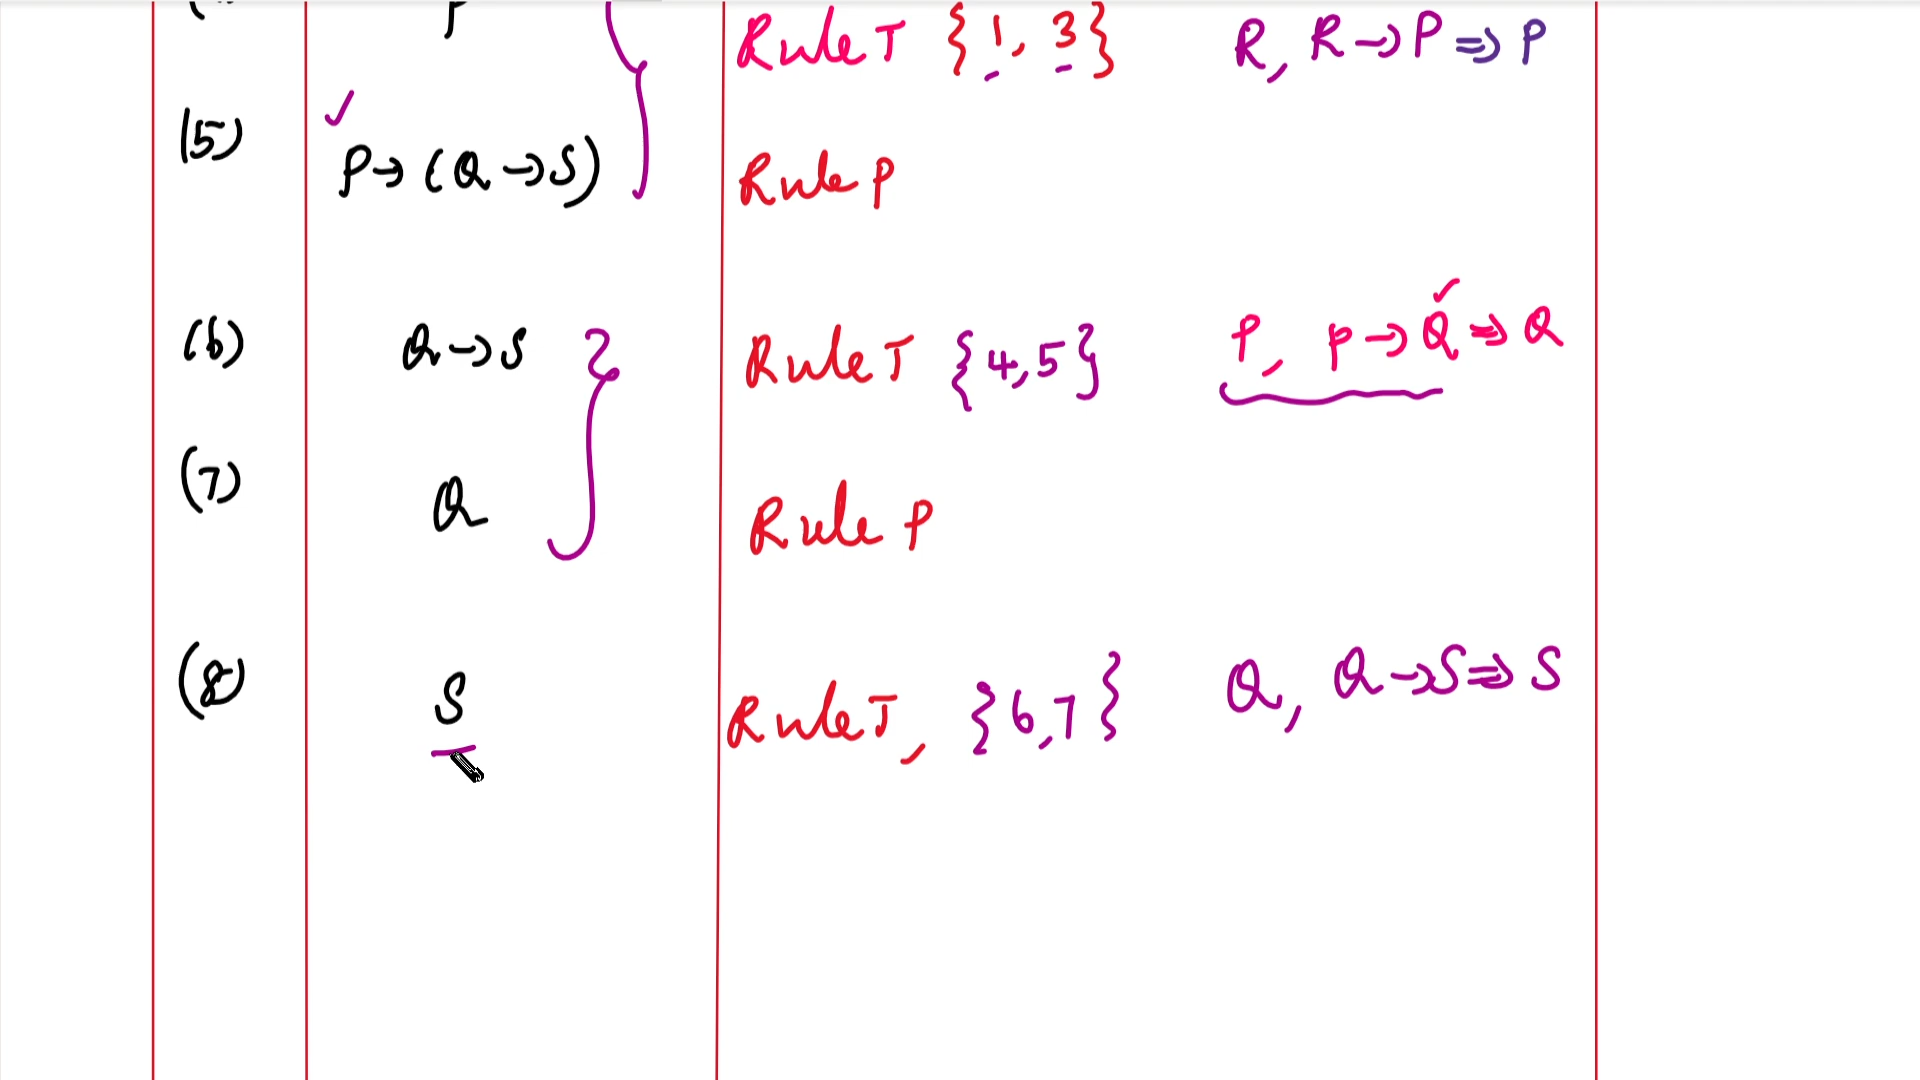 P Rule T {1, 3} R, R → P ⇒ P
(5) ✓ P → (Q → S) Rule P
(6) Q → S Rule T {4, 5} P, P → Q ⇒ Q ✓
(7) Q Rule P
(8) S Rule T, {6, 7} Q, Q → S ⇒ S